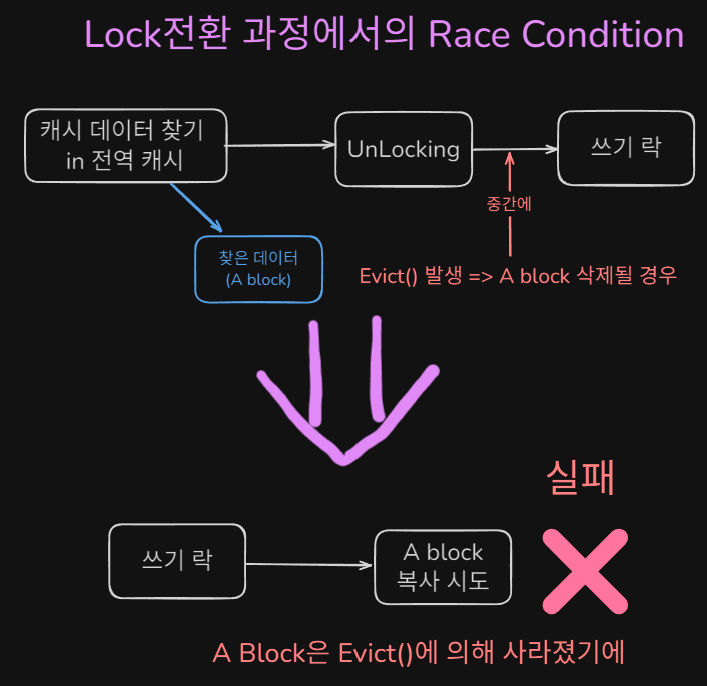 Lock전환 과정에서의 Race Condition
캐시 데이터 찾기
in 전역 캐시
UnLocking
쓰기 락
중간에
찾은 데이터
(A block)
Evict() 발생 => A block 삭제될 경우
실패
쓰기 락
A block
복사 시도
A Block은 Evict()에 의해 사라졌기에